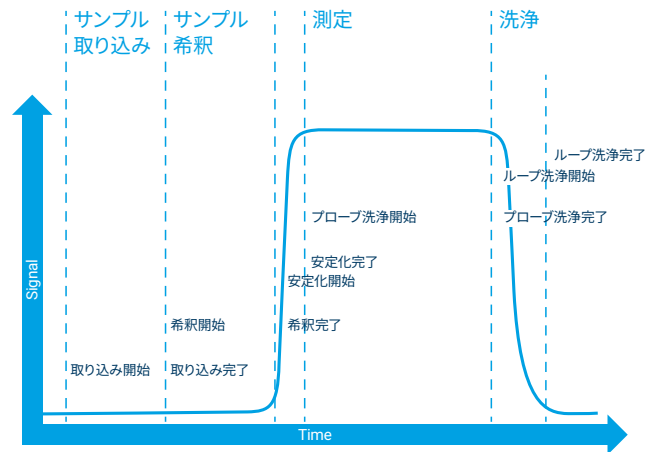 サンプル
取り込み
サンプル
希釈
測定
洗浄
ループ洗浄完了
ループ洗浄開始
プローブ洗浄開始
プローブ洗浄完了
安定化完了
安定化開始
希釈開始
希釈完了
取り込み開始
取り込み完了
Signal
Time